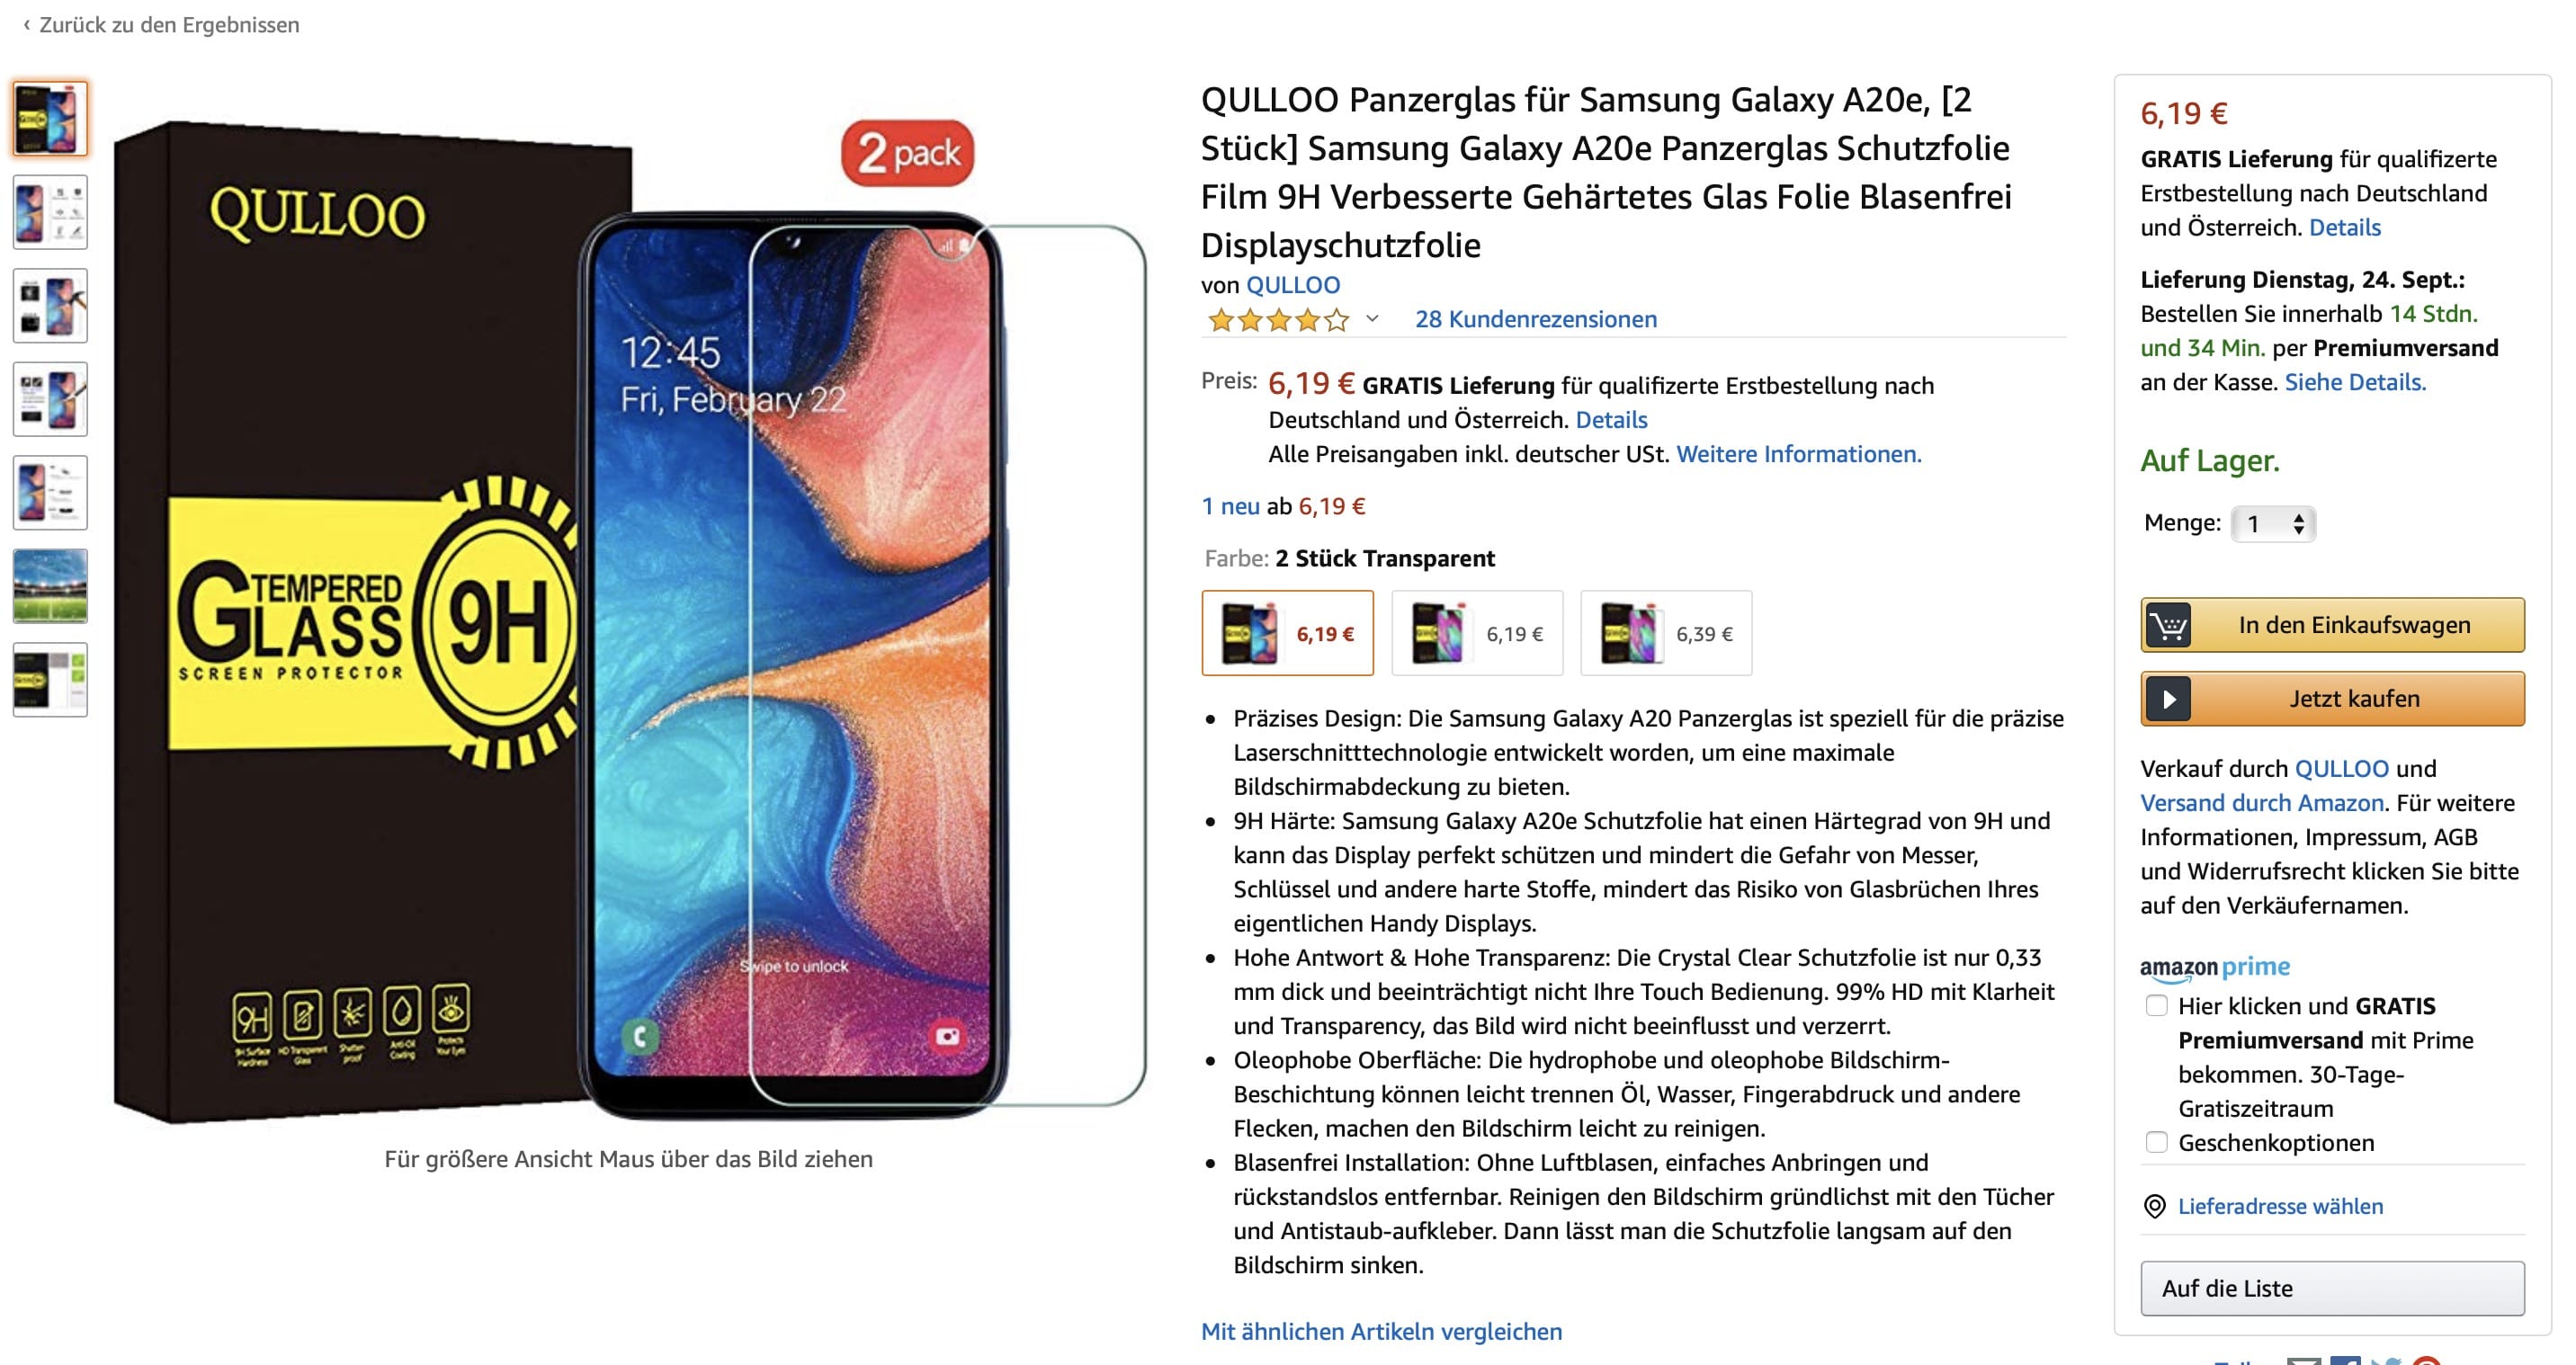 ‹ Zurück zu den Ergebnissen
QULLOO
2 pack
12:45
Fri, February 22
TEMPERED
GLASS
SCREEN PROTECTOR
9H
Swipe to unlock
9H
9H Surface
Hardness
HD Transparent
Glass
Shatter-
proof
Anti-Oil
Coating
Protects
Your Eyes
Für größere Ansicht Maus über das Bild ziehen
QULLOO Panzerglas für Samsung Galaxy A20e, [2
Stück] Samsung Galaxy A20e Panzerglas Schutzfolie
Film 9H Verbesserte Gehärtetes Glas Folie Blasenfrei
Displayschutzfolie
von QULLOO
28 Kundenrezensionen
Preis: 6,19 € GRATIS Lieferung für qualifizerte Erstbestellung nach
Deutschland und Österreich. Details
Alle Preisangaben inkl. deutscher USt. Weitere Informationen.
1 neu ab 6,19 €
Farbe: 2 Stück Transparent
6,19 €
6,19 €
6,39 €
• Präzises Design: Die Samsung Galaxy A20 Panzerglas ist speziell für die präzise
Laserschnitttechnologie entwickelt worden, um eine maximale
Bildschirmabdeckung zu bieten.
• 9H Härte: Samsung Galaxy A20e Schutzfolie hat einen Härtegrad von 9H und
kann das Display perfekt schützen und mindert die Gefahr von Messer,
Schlüssel und andere harte Stoffe, mindert das Risiko von Glasbrüchen Ihres
eigentlichen Handy Displays.
• Hohe Antwort & Hohe Transparenz: Die Crystal Clear Schutzfolie ist nur 0,33
mm dick und beeinträchtigt nicht Ihre Touch Bedienung. 99% HD mit Klarheit
und Transparency, das Bild wird nicht beeinflusst und verzerrt.
• Oleophobe Oberfläche: Die hydrophobe und oleophobe Bildschirm-
Beschichtung können leicht trennen Öl, Wasser, Fingerabdruck und andere
Flecken, machen den Bildschirm leicht zu reinigen.
• Blasenfrei Installation: Ohne Luftblasen, einfaches Anbringen und
rückstandslos entfernbar. Reinigen den Bildschirm gründlichst mit den Tücher
und Antistaub-aufkleber. Dann lässt man die Schutzfolie langsam auf den
Bildschirm sinken.
Mit ähnlichen Artikeln vergleichen
6,19 €
GRATIS Lieferung für qualifizerte
Erstbestellung nach Deutschland
und Österreich. Details
Lieferung Dienstag, 24. Sept.:
Bestellen Sie innerhalb 14 Stdn.
und 34 Min. per Premiumversand
an der Kasse. Siehe Details.
Auf Lager.
Menge: 1
In den Einkaufswagen
Jetzt kaufen
Verkauf durch QULLOO und
Versand durch Amazon. Für weitere
Informationen, Impressum, AGB
und Widerrufsrecht klicken Sie bitte
auf den Verkäufernamen.
amazon prime
Hier klicken und GRATIS
Premiumversand mit Prime
bekommen. 30-Tage-
Gratiszeitraum
Geschenkoptionen
Lieferadresse wählen
Auf die Liste